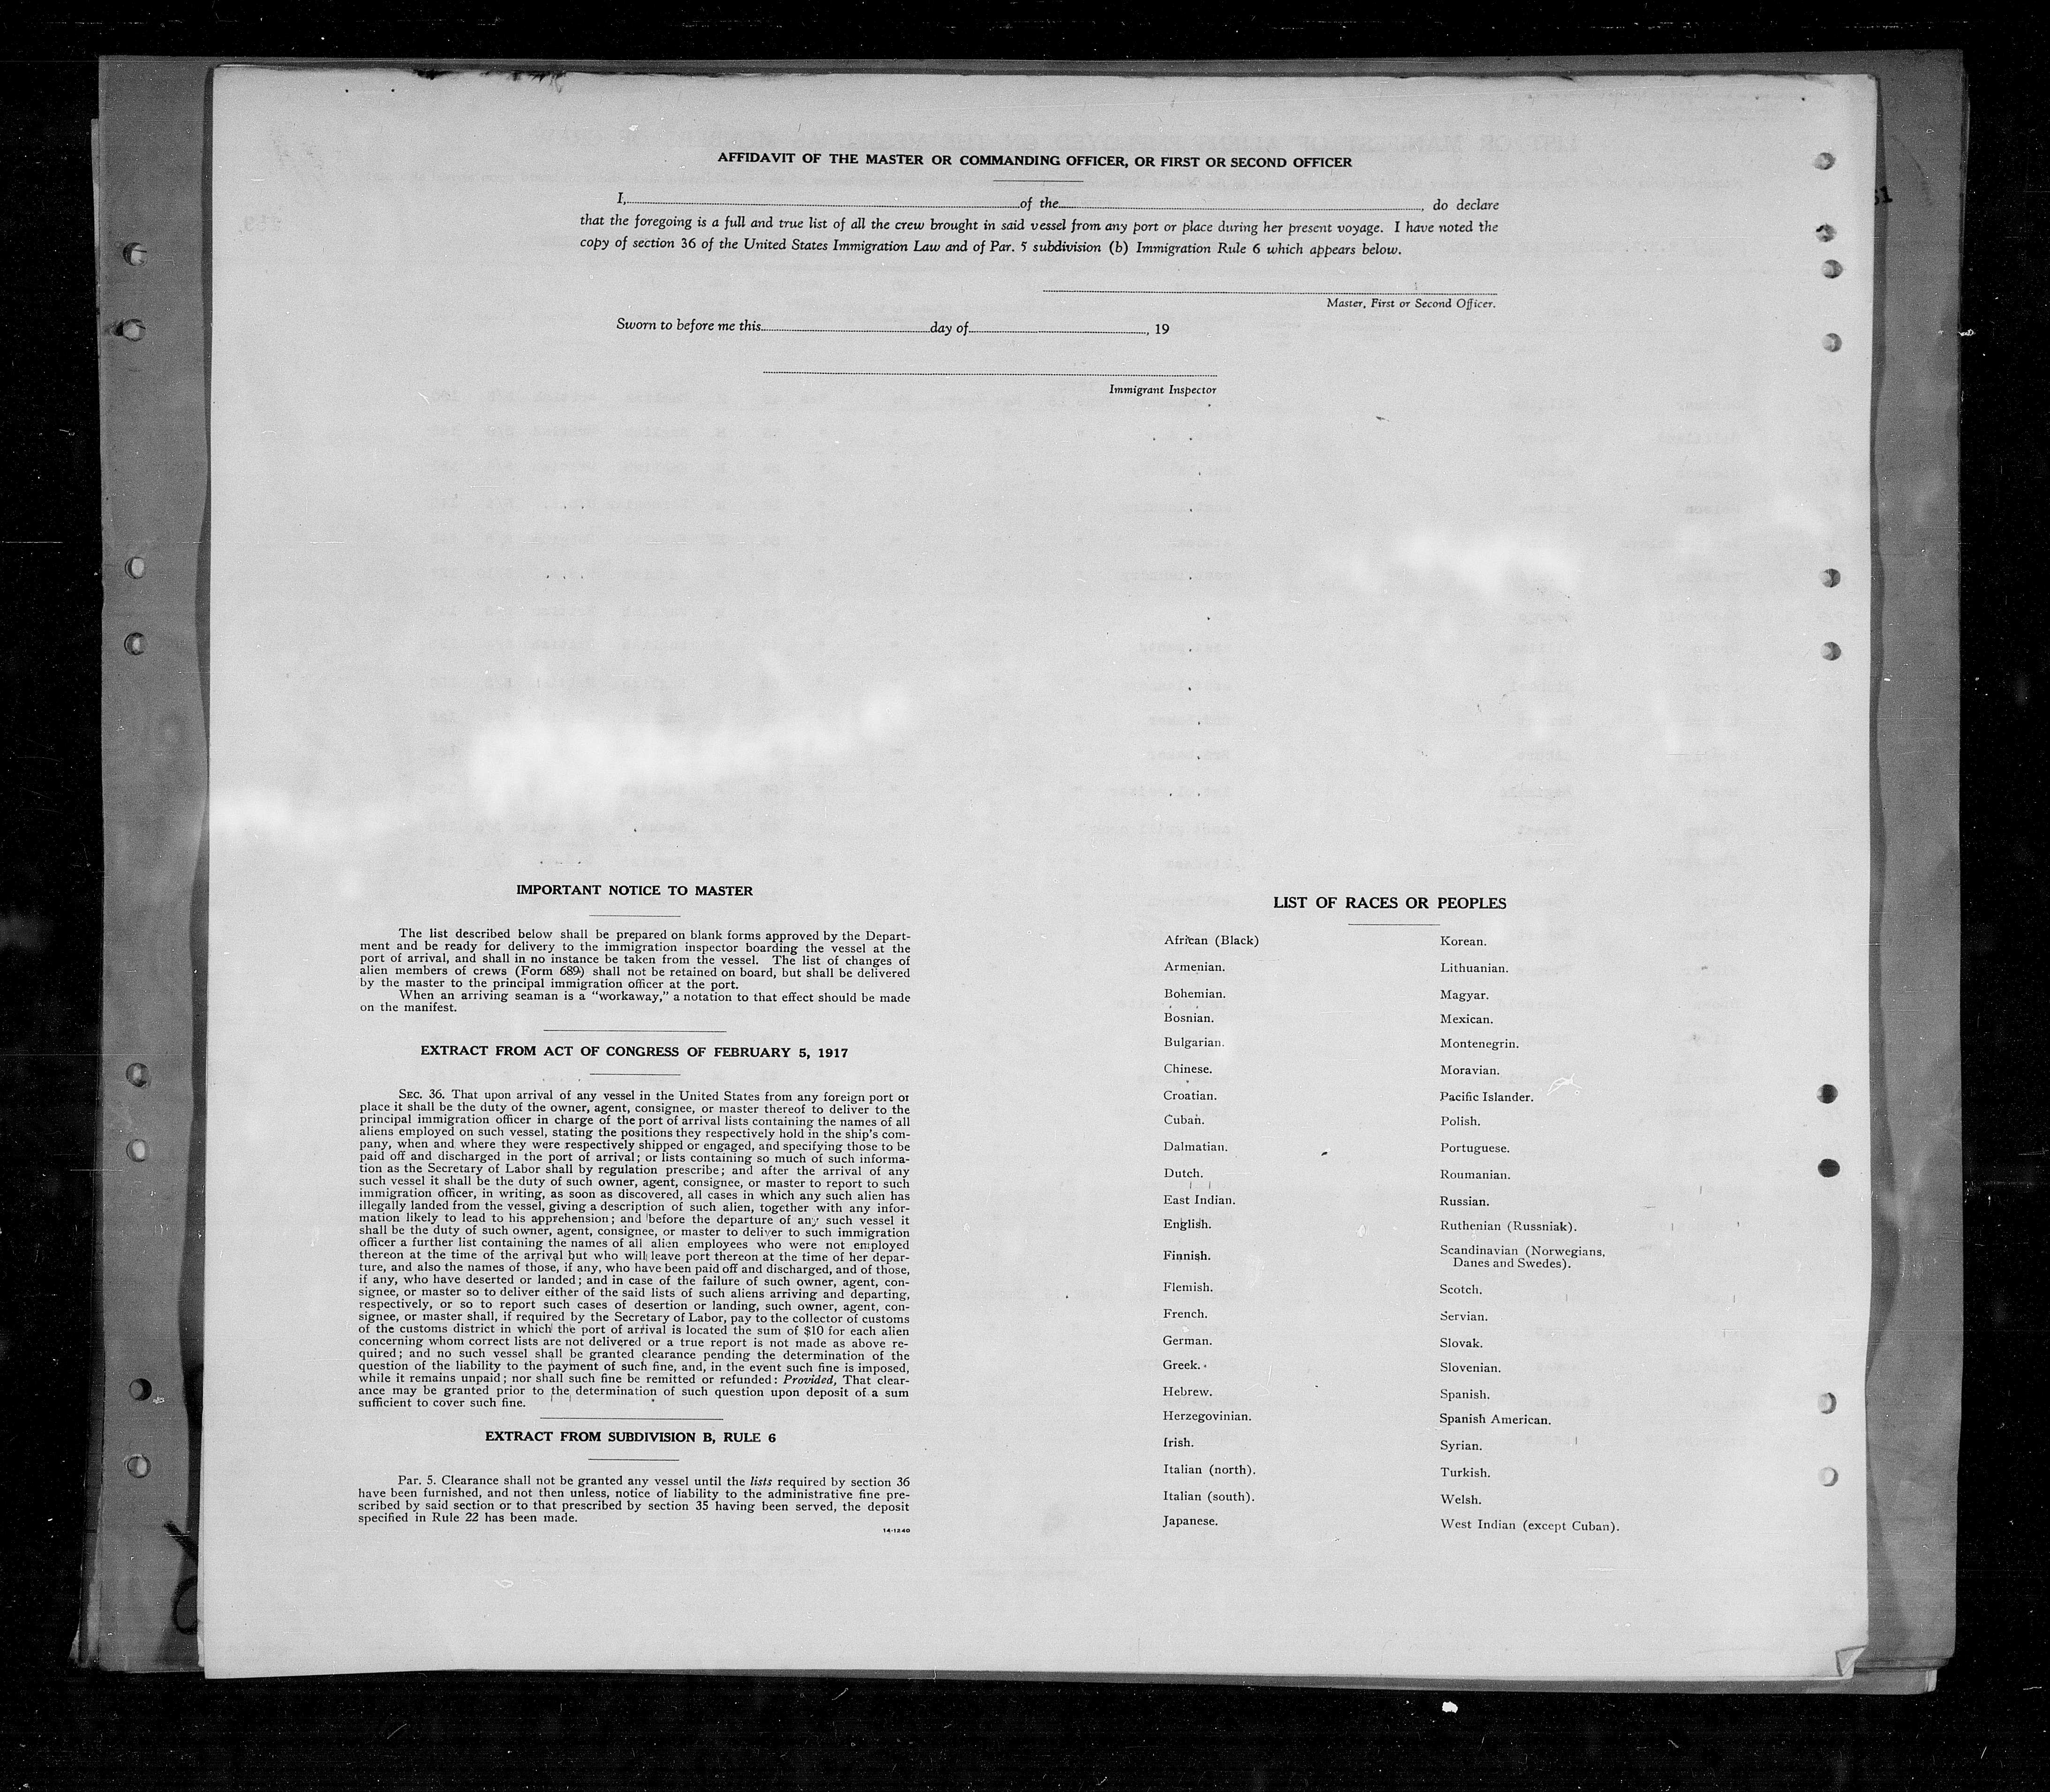 AFFIDAVIT OF THE MASTER OR COMMANDING OFFICER, OR FIRST OR SECOND OFFICER
I, of the , do declare
that the foregoing is a full and true list of all the crew brought in said vessel from any port or place during her present voyage. I have noted the
copy of section 36 of the United States Immigration Law and of Par. 5 subdivision (b) Immigration Rule 6 which appears below.
Master, First or Second Officer.
Sworn to before me this day of , 19
Immigrant Inspector
IMPORTANT NOTICE TO MASTER
The list described below shall be prepared on blank forms approved by the Depart-
ment and be ready for delivery to the immigration inspector boarding the vessel at the
port of arrival, and shall in no instance be taken from the vessel. The list of changes of
alien members of crews (Form 689) shall not be retained on board, but shall be delivered
by the master to the principal immigration officer at the port.
When an arriving seaman is a "workaway," a notation to that effect should be made
on the manifest.
EXTRACT FROM ACT OF CONGRESS OF FEBRUARY 5, 1917
SEC. 36. That upon arrival of any vessel in the United States from any foreign port or
place it shall be the duty of the owner, agent, consignee, or master thereof to deliver to the
principal immigration officer in charge of the port of arrival lists containing the names of all
aliens employed on such vessel, stating the positions they respectively hold in the ship's com-
pany, when and where they were respectively shipped or engaged, and specifying those to be
paid off and discharged in the port of arrival; or lists containing so much of such informa-
tion as the Secretary of Labor shall by regulation prescribe; and after the arrival of any
such vessel it shall be the duty of such owner, agent, consignee, or master to report to such
immigration officer, in writing, as soon as discovered, all cases in which any such alien has
illegally landed from the vessel, giving a description of such alien, together with any infor-
mation likely to lead to his apprehension; and before the departure of any such vessel it
shall be the duty of such owner, agent, consignee, or master to deliver to such immigration
officer a further list containing the names of all alien employees who were not employed
thereon at the time of the arrival but who will leave port thereon at the time of her depar-
ture, and also the names of those, if any, who have been paid off and discharged, and of those,
if any, who have deserted or landed; and in case of the failure of such owner, agent, con-
signee, or master so to deliver either of the said lists of such aliens arriving and departing,
respectively, or so to report such cases of desertion or landing, such owner, agent, con-
signee, or master shall, if required by the Secretary of Labor, pay to the collector of customs
of the customs district in which the port of arrival is located the sum of $10 for each alien
concerning whom correct lists are not delivered or a true report is not made as above re-
quired; and no such vessel shall be granted clearance pending the determination of the
question of the liability to the payment of such fine, and, in the event such fine is imposed,
while it remains unpaid; nor shall such fine be remitted or refunded: Provided, That clear-
ance may be granted prior to the determination of such question upon deposit of a sum
sufficient to cover such fine.
EXTRACT FROM SUBDIVISION B, RULE 6
Par. 5. Clearance shall not be granted any vessel until the lists required by section 36
have been furnished, and not then unless, notice of liability to the administrative fine pre-
scribed by said section or to that prescribed by section 35 having been served, the deposit
specified in Rule 22 has been made.
14-1240
LIST OF RACES OR PEOPLES
African (Black)
Armenian.
Bohemian.
Bosnian.
Bulgarian.
Chinese.
Croatian.
Cuban.
Dalmatian.
Dutch.
East Indian.
English.
Finnish.
Flemish.
French.
German.
Greek.
Hebrew.
Herzegovinian.
Irish.
Italian (north).
Italian (south).
Japanese.
Korean.
Lithuanian.
Magyar.
Mexican.
Montenegrin.
Moravian.
Pacific Islander.
Polish.
Portuguese.
Roumanian.
Russian.
Ruthenian (Russniak).
Scandinavian (Norwegians,
Danes and Swedes).
Scotch.
Servian.
Slovak.
Slovenian.
Spanish.
Spanish American.
Syrian.
Turkish.
Welsh.
West Indian (except Cuban).